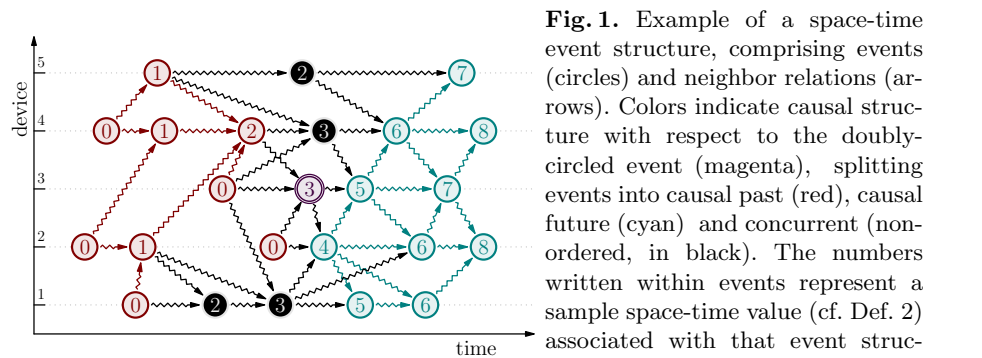 device
5
1
2
7
4
0
1
2
3
6
8
3
0
3
5
7
2
0
1
0
4
6
8
1
0
2
3
5
6
time
Fig. 1. Example of a space-time
event structure, comprising events
(circles) and neighbor relations (ar-
rows). Colors indicate causal struc-
ture with respect to the doubly-
circled event (magenta), splitting
events into causal past (red), causal
future (cyan) and concurrent (non-
ordered, in black). The numbers
written within events represent a
sample space-time value (cf. Def. 2)
associated with that event struc-